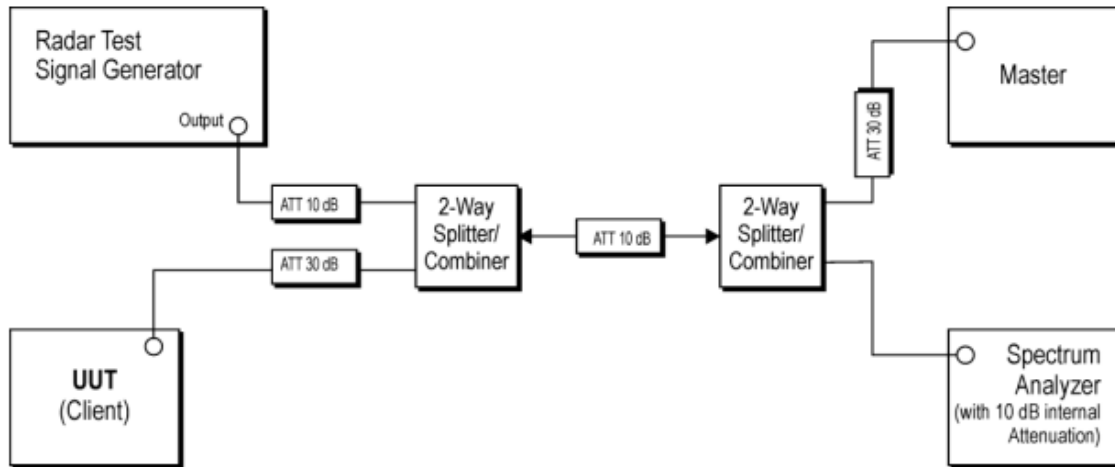 Radar Test
Signal Generator
Output
ATT 10 dB
ATT 30 dB
UUT
(Client)
2-Way
Splitter/
Combiner
ATT 10 dB
2-Way
Splitter/
Combiner
ATT 30 dB
Master
Spectrum
Analyzer
(with 10 dB internal
Attenuation)